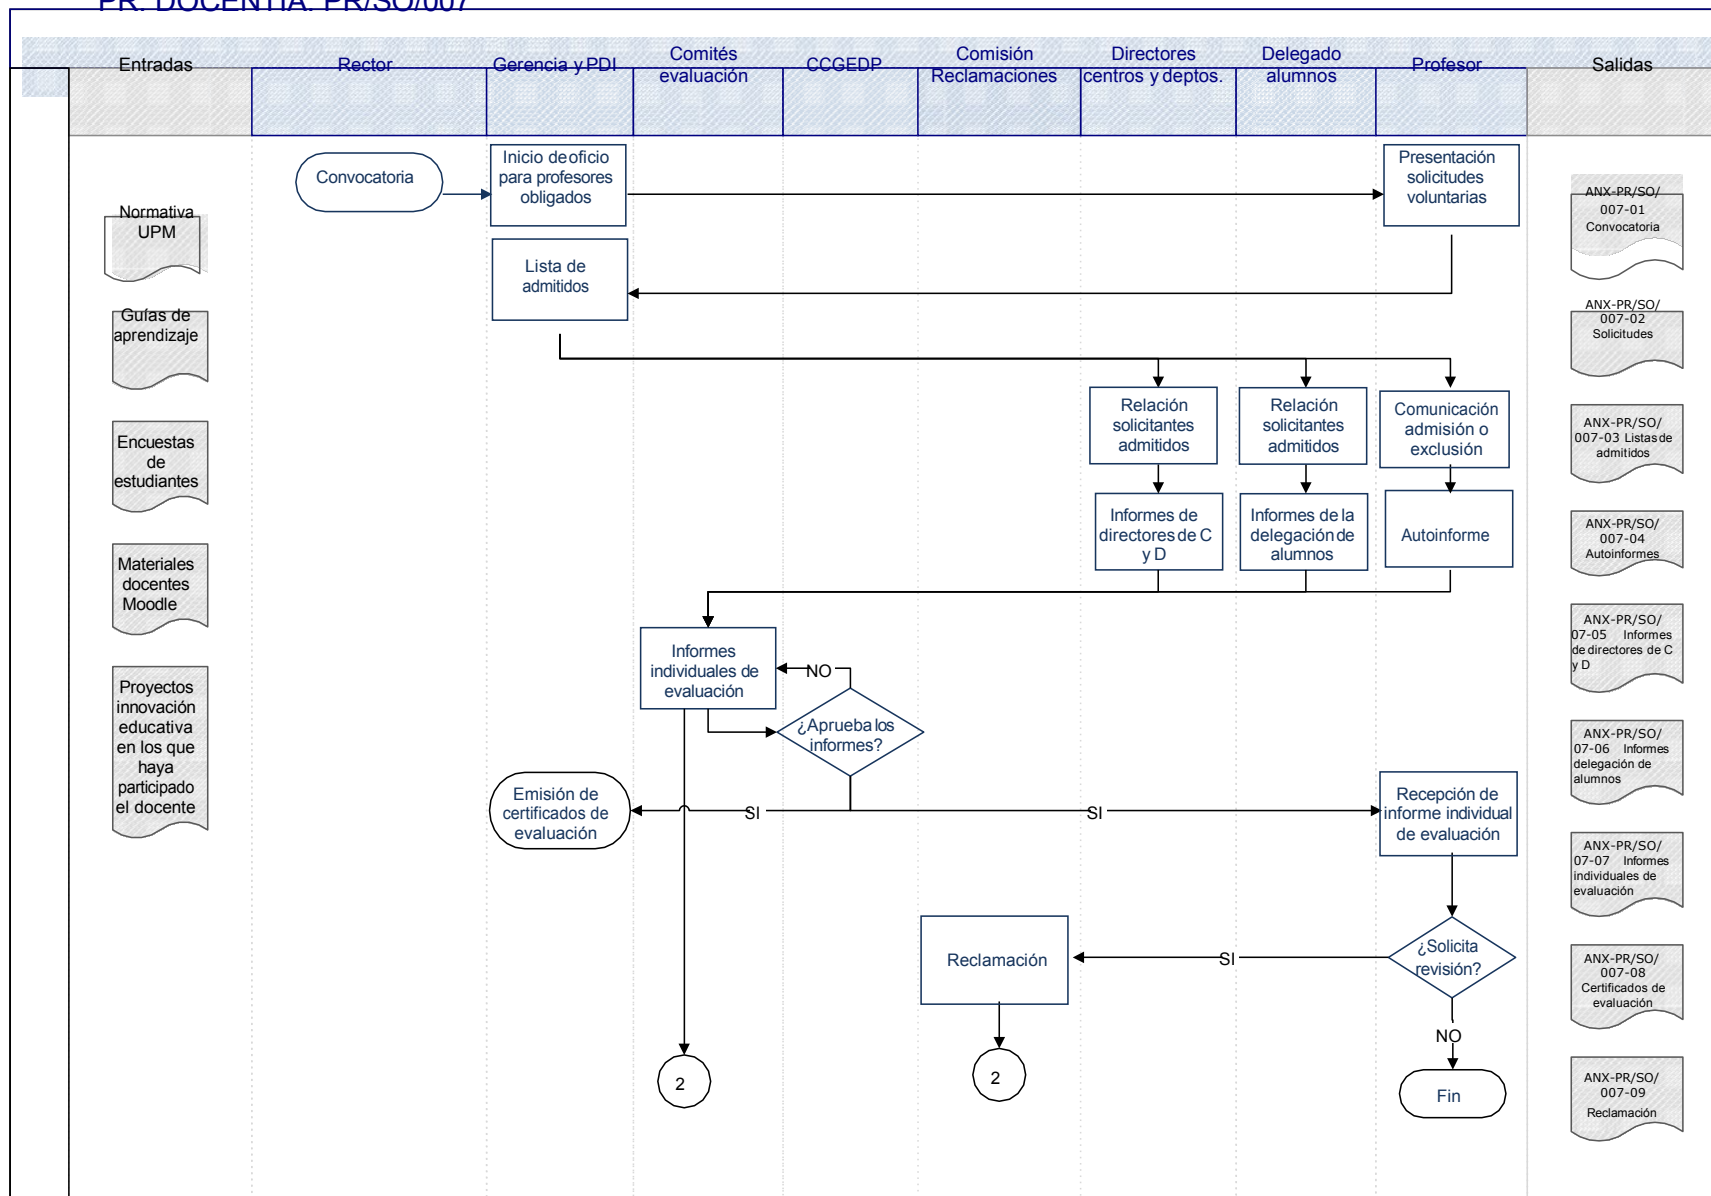 PR. DOCENTIA. PR/SO/007
Entradas
Rector
Gerencia y PDI
Comités
evaluación
CCGEDP
Comisión
Reclamaciones
Directores
centros y deptos.
Delegado
alumnos
Profesor
Salidas
Convocatoria
Inicio de oficio
para profesores
obligados
Presentación
solicitudes
voluntarias
Normativa
UPM
ANX-PR/SO/
007-01
Convocatoria
Lista de
admitidos
Guías de
aprendizaje
ANX-PR/SO/
007-02
Solicitudes
Relación
solicitantes
admitidos
Relación
solicitantes
admitidos
Comunicación
admisión o
exclusión
Encuestas
de
estudiantes
ANX-PR/SO/
007-03 Listas de
admitidos
Informes de
directores de C
y D
Informes de la
delegación de
alumnos
Autoinforme
ANX-PR/SO/
007-04
Autoinformes
Materiales
docentes
Moodle
Informes
individuales de
evaluación
NO
ANX-PR/SO/
07-05 Informes
de directores de C
y D
Proyectos
innovación
educativa
en los que
haya
participado
el docente
¿Aprueba los
informes?
ANX-PR/SO/
07-06 Informes
delegación de
alumnos
Emisión de
certificados de
evaluación
SI
SI
Recepción de
informe individual
de evaluación
ANX-PR/SO/
07-07 Informes
individuales de
evaluación
Reclamación
SI
¿Solicita
revisión?
ANX-PR/SO/
007-08
Certificados de
evaluación
NO
2
2
Fin
ANX-PR/SO/
007-09
Reclamación